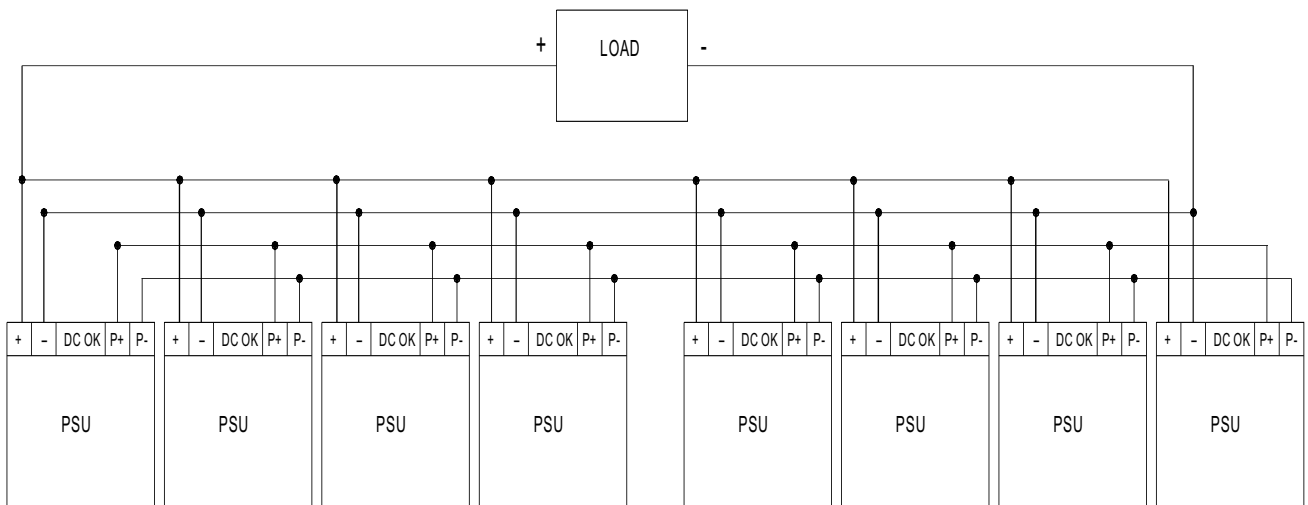 + LOAD -
+ – DC OK P+ P- + – DC OK P+ P- + – DC OK P+ P- + – DC OK P+ P- + – DC OK P+ P- + – DC OK P+ P- + – DC OK P+ P- + – DC OK P+ P-
PSU PSU PSU PSU PSU PSU PSU PSU